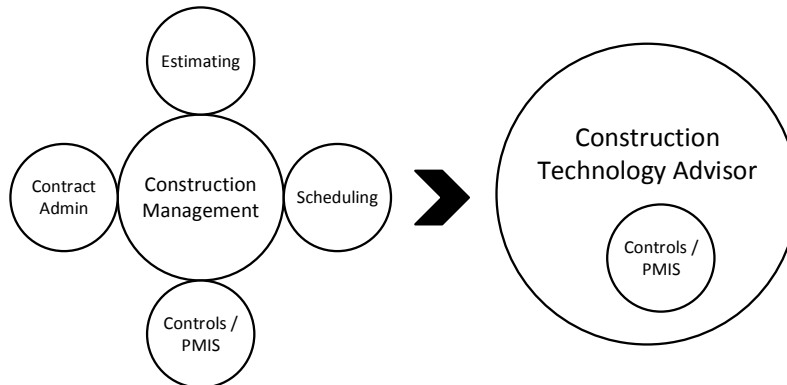 Estimating
Contract
Admin
Construction
Management
Scheduling
Controls /
PMIS
Construction
Technology Advisor
Controls /
PMIS